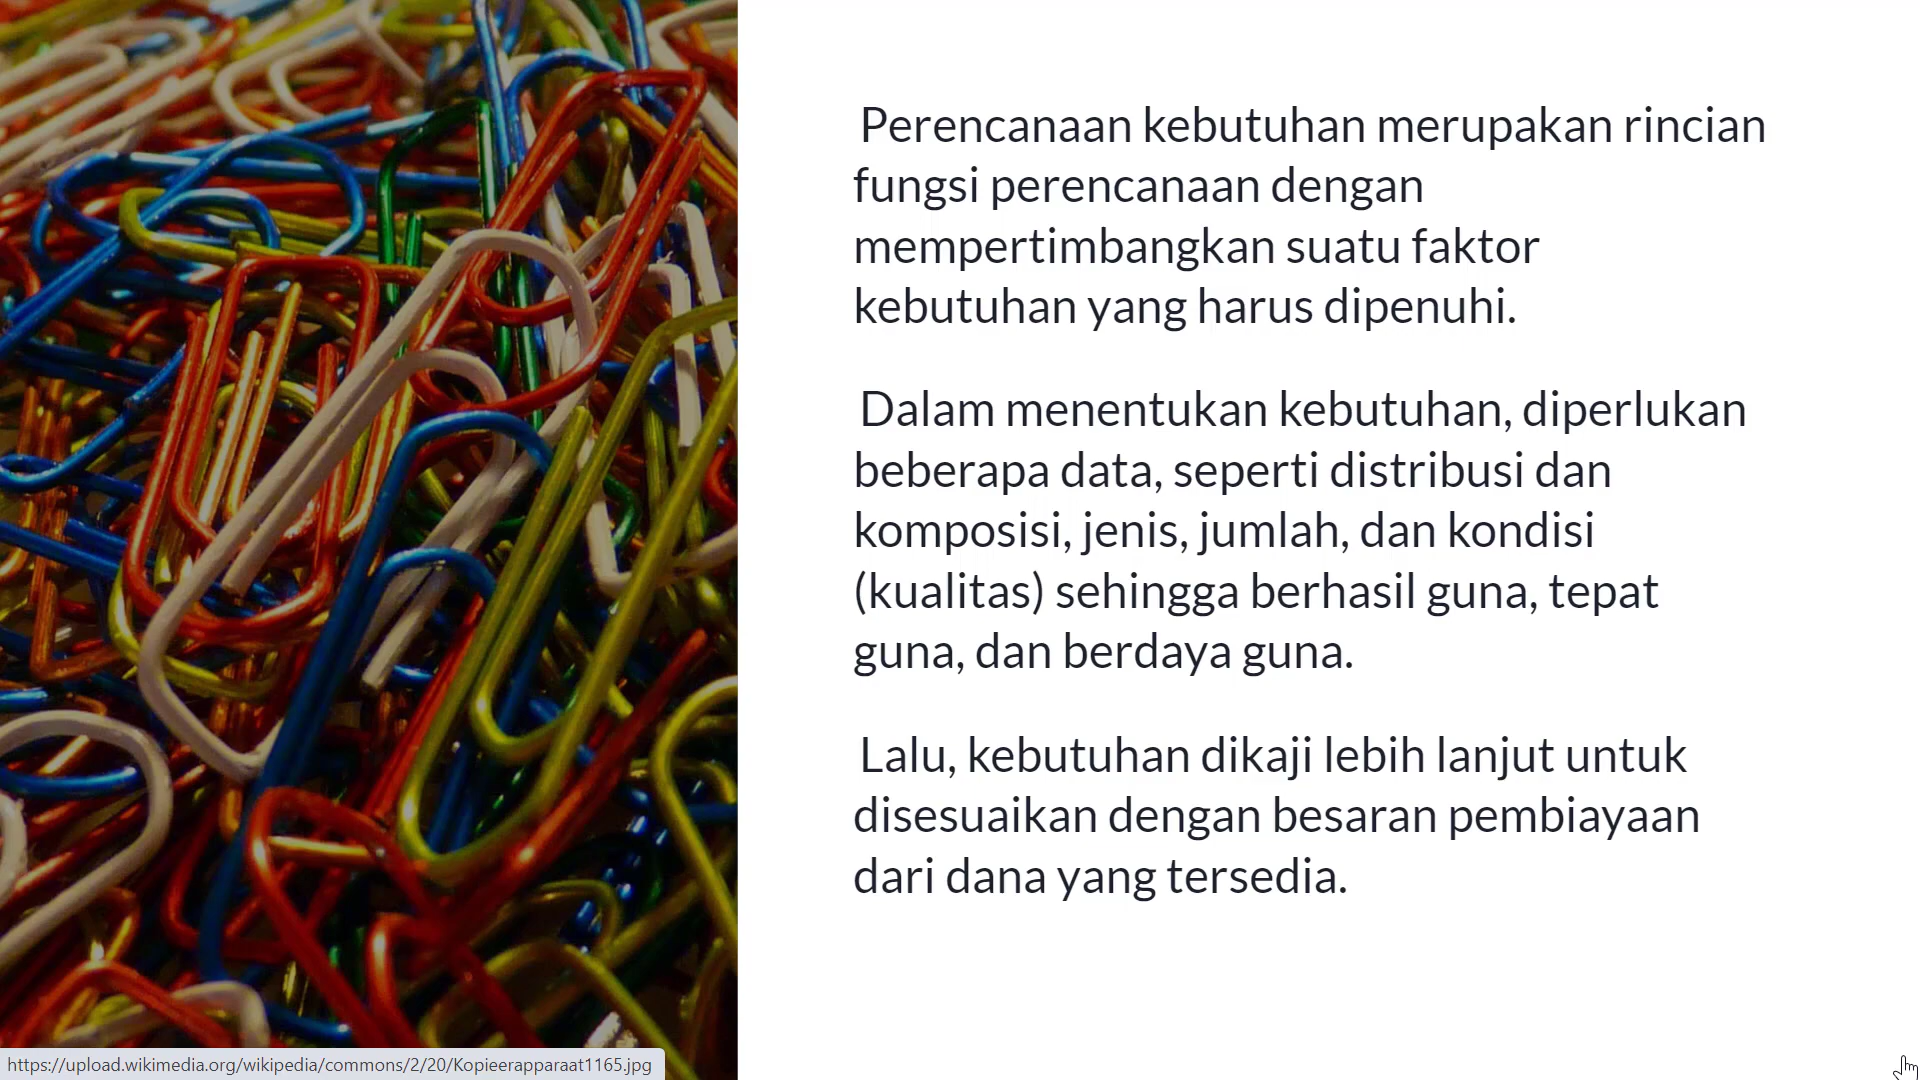 Perencanaan kebutuhan merupakan rincian
fungsi perencanaan dengan
mempertimbangkan suatu faktor
kebutuhan yang harus dipenuhi.
Dalam menentukan kebutuhan, diperlukan
beberapa data, seperti distribusi dan
komposisi, jenis, jumlah, dan kondisi
(kualitas) sehingga berhasil guna, tepat
guna, dan berdaya guna.
Lalu, kebutuhan dikaji lebih lanjut untuk
disesuaikan dengan besaran pembiayaan
dari dana yang tersedia.
https://upload.wikimedia.org/wikipedia/commons/2/20/Kopieerapparaat1165.jpg